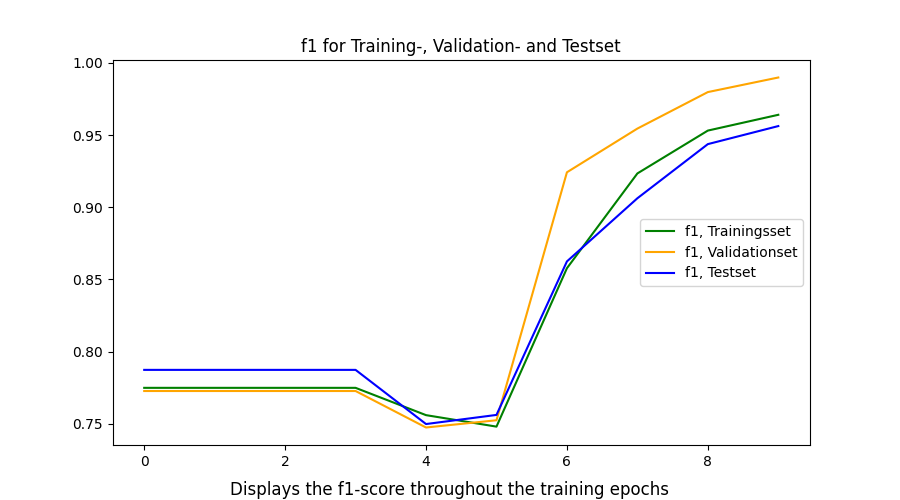 f1 for Training-, Validation- and Testset
1.00
0.95
0.90
0.85
0.80
0.75
f1, Trainingsset
f1, Validationset
f1, Testset
0 2 4 6 8
Displays the f1-score throughout the training epochs